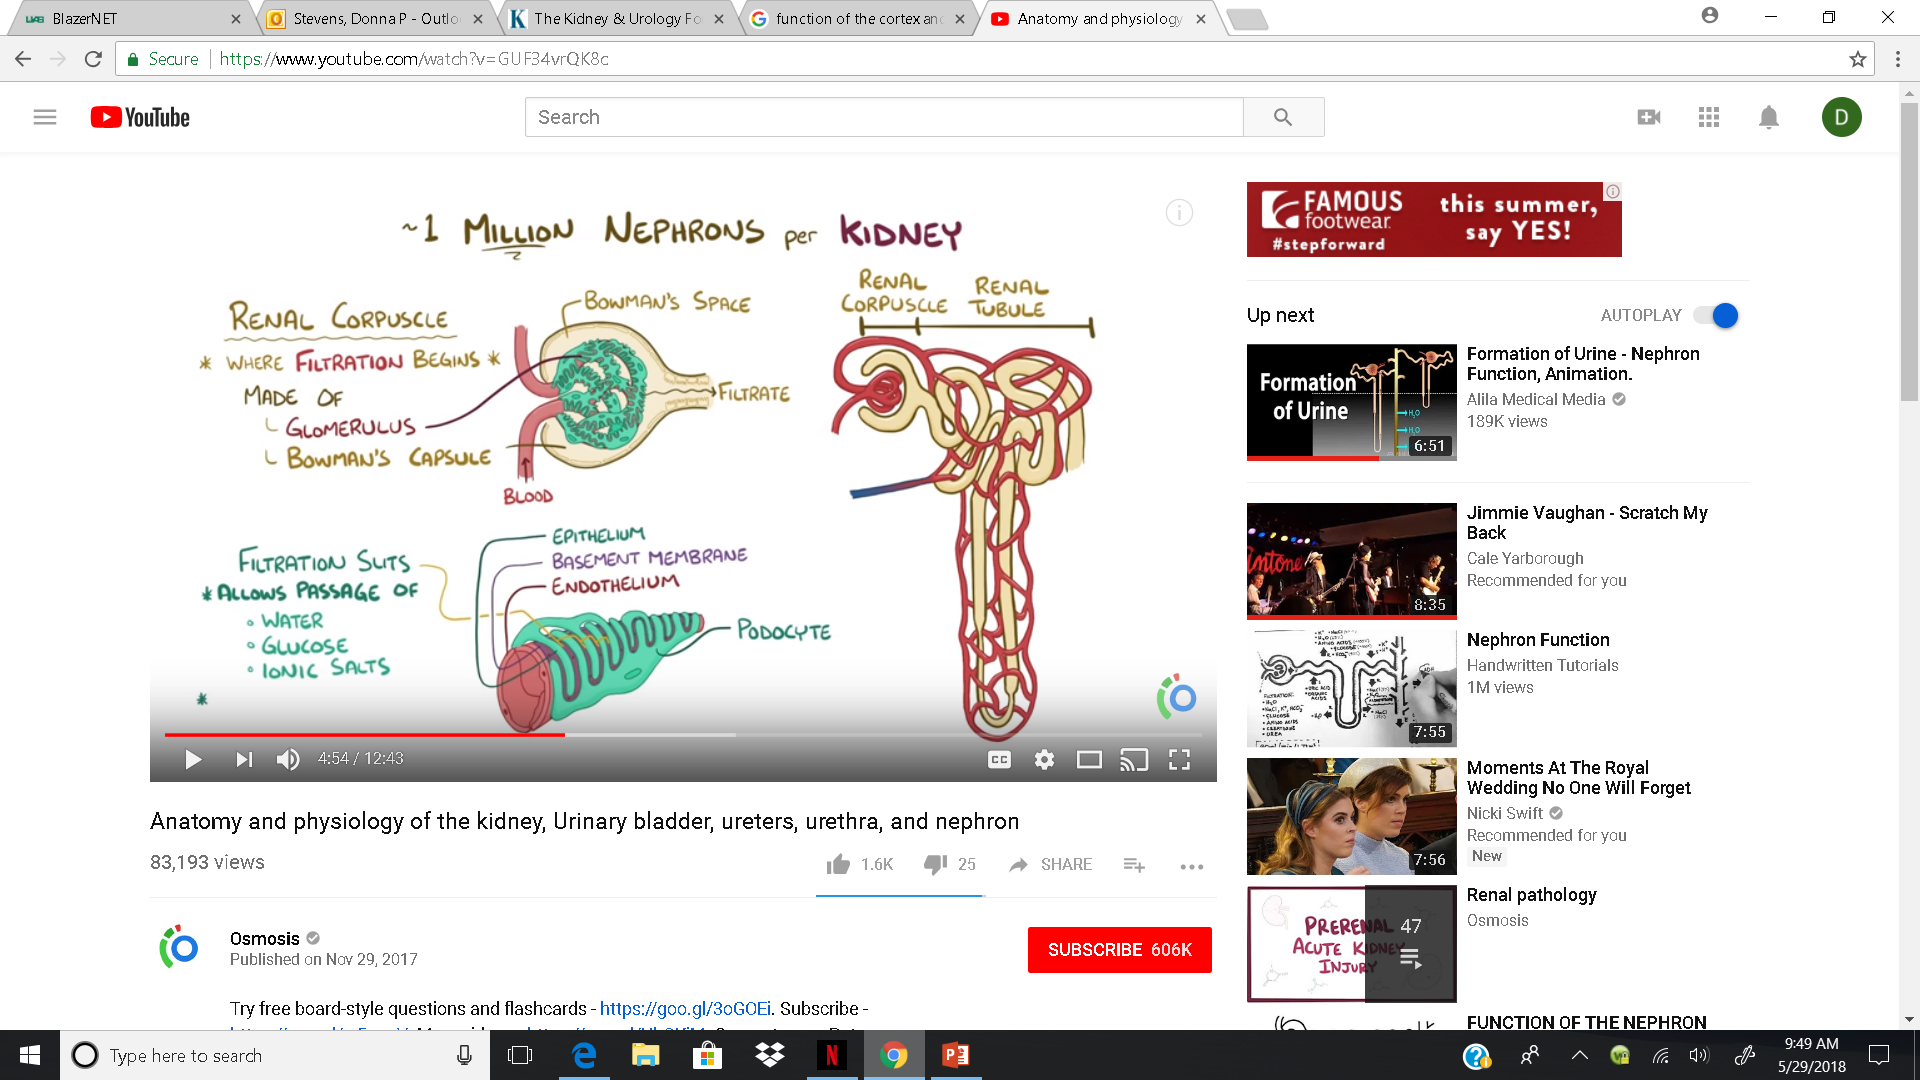 BlazerNET
Stevens, Donna P - Outlo
The Kidney & Urology Fo
function of the cortex an
Anatomy and physiology
Secure https://www.youtube.com/watch?v=GUF34vrQK8c
YouTube
Search
D
~1 MILLION NEPHRONS per KIDNEY
RENAL CORPUSCLE
* WHERE FILTRATION BEGINS *
MADE OF
GLOMERULUS
BOWMAN'S CAPSULE
BOWMAN'S SPACE
FILTRATE
BLOOD
RENAL CORPUSCLE
RENAL TUBULE
FILTRATION SLITS
* ALLOWS PASSAGE OF
° WATER
° GLUCOSE
° IONIC SALTS
*
EPITHELIUM
BASEMENT MEMBRANE
ENDOTHELIUM
PODOCYTE
4:54 / 12:43
CC
Anatomy and physiology of the kidney, Urinary bladder, ureters, urethra, and nephron
83,193 views
1.6K 25 SHARE
Osmosis
Published on Nov 29, 2017
SUBSCRIBE 606K
Try free board-style questions and flashcards - https://goo.gl/3oGOEi. Subscribe -
FAMOUS footwear.
#stepforward
this summer,
say YES!
Up next
AUTOPLAY
Formation of Urine
6:51
Formation of Urine - Nephron
Function, Animation.
Alila Medical Media
189K views
8:35
Jimmie Vaughan - Scratch My
Back
Cale Yarborough
Recommended for you
7:55
Nephron Function
Handwritten Tutorials
1M views
7:56
Moments At The Royal
Wedding No One Will Forget
Nicki Swift
Recommended for you
New
PRERENAL
ACUTE KIDNEY
INJURY
47
Renal pathology
Osmosis
FUNCTION OF THE NEPHRON
Type here to search
9:49 AM
5/29/2018